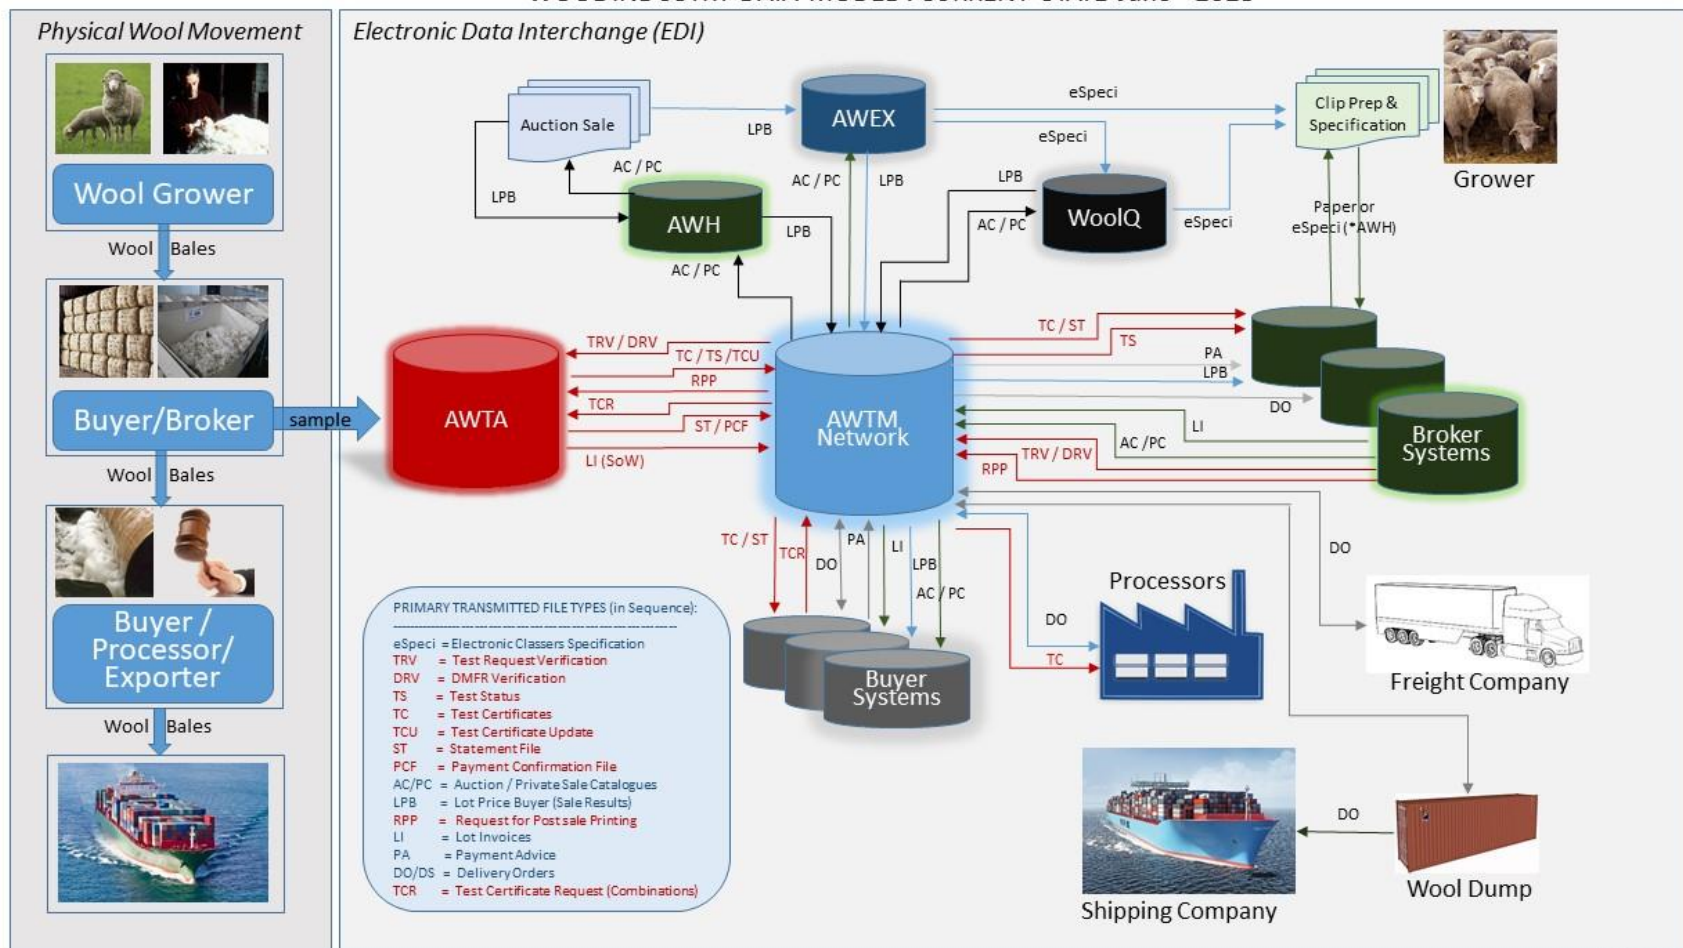 Physical Wool Movement
Wool Grower
Wool Bales
Buyer/Broker
sample
Wool Bales
Buyer /
Processor/
Exporter
Wool Bales
Electronic Data Interchange (EDI)
Auction Sale
LPB
AWEX
eSpeci
eSpeci
Clip Prep &
Specification
Grower
AC / PC
LPB
AWH
LPB
AC / PC
AC / PC
LPB
LPB
AC / PC
WoolQ
eSpeci
Paper or
eSpeci (*AWH)
AWTA
TRV / DRV
TC / TS /TCU
RPP
TCR
ST / PCF
LI (SoW)
AWTM
Network
TC / ST
TS
PA
LPB
DO
LI
AC /PC
TRV / DRV
RPP
Broker
Systems
TC / ST
TCR
DO
PA
LI
LPB
AC / PC
Buyer
Systems
DO
TC
Processors
DO
Freight Company
DO
Wool Dump
Shipping Company
PRIMARY TRANSMITTED FILE TYPES (in Sequence):
eSpeci = Electronic Classers Specification
TRV = Test Request Verification
DRV = DMFR Verification
TS = Test Status
TC = Test Certificates
TCU = Test Certificate Update
ST = Statement File
PCF = Payment Confirmation File
AC/PC = Auction / Private Sale Catalogues
LPB = Lot Price Buyer (Sale Results)
RPP = Request for Post sale Printing
LI = Lot Invoices
PA = Payment Advice
DO/DS = Delivery Orders
TCR = Test Certificate Request (Combinations)